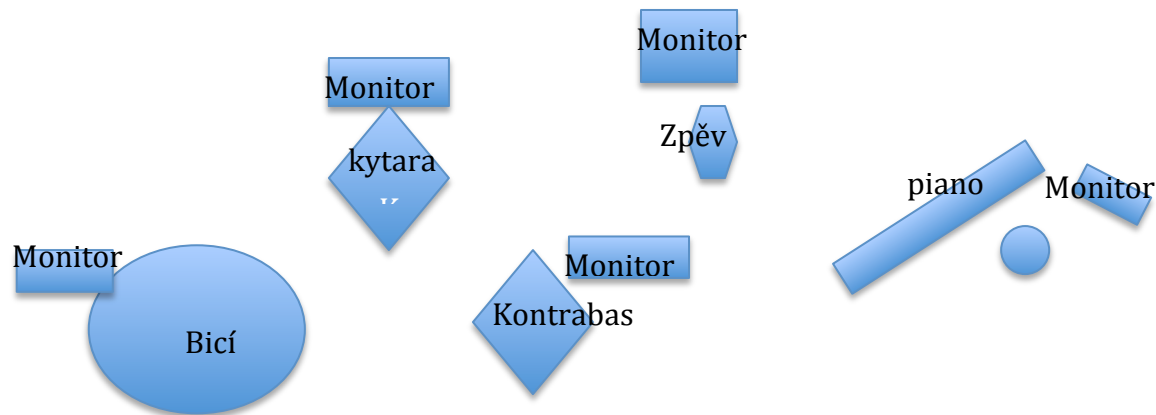 Monitor
Monitor
Zpěv
kytara
piano
Monitor
Monitor
Monitor
Kontrabas
Bicí